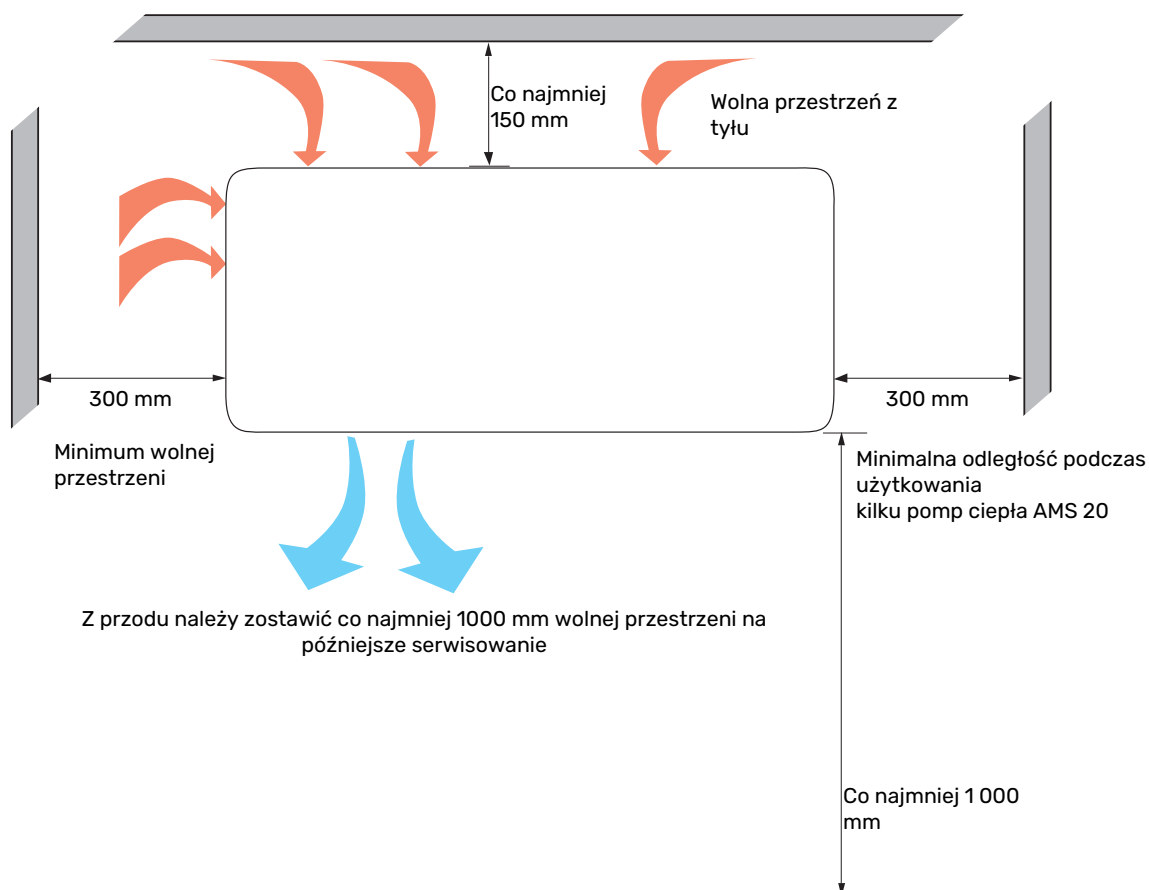 Co najmniej
150 mm
Wolna przestrzeń z
tyłu
300 mm
300 mm
Minimum wolnej
przestrzeni
Minimalna odległość podczas
użytkowania
kilku pomp ciepła AMS 20
Z przodu należy zostawić co najmniej 1000 mm wolnej przestrzeni na
późniejsze serwisowanie
Co najmniej 1 000
mm